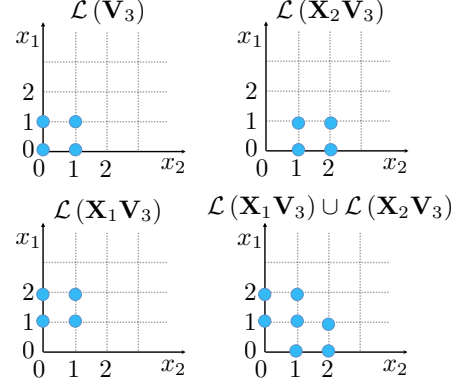 𝓛(𝐕₃)
x₁
2
1
0
0 1 2 x₂
𝓛(𝐗₂𝐕₃)
x₁
2
1
0
0 1 2 x₂
𝓛(𝐗₁𝐕₃)
x₁
2
1
0
0 1 2 x₂
𝓛(𝐗₁𝐕₃) ∪ 𝓛(𝐗₂𝐕₃)
x₁
2
1
0
0 1 2 x₂